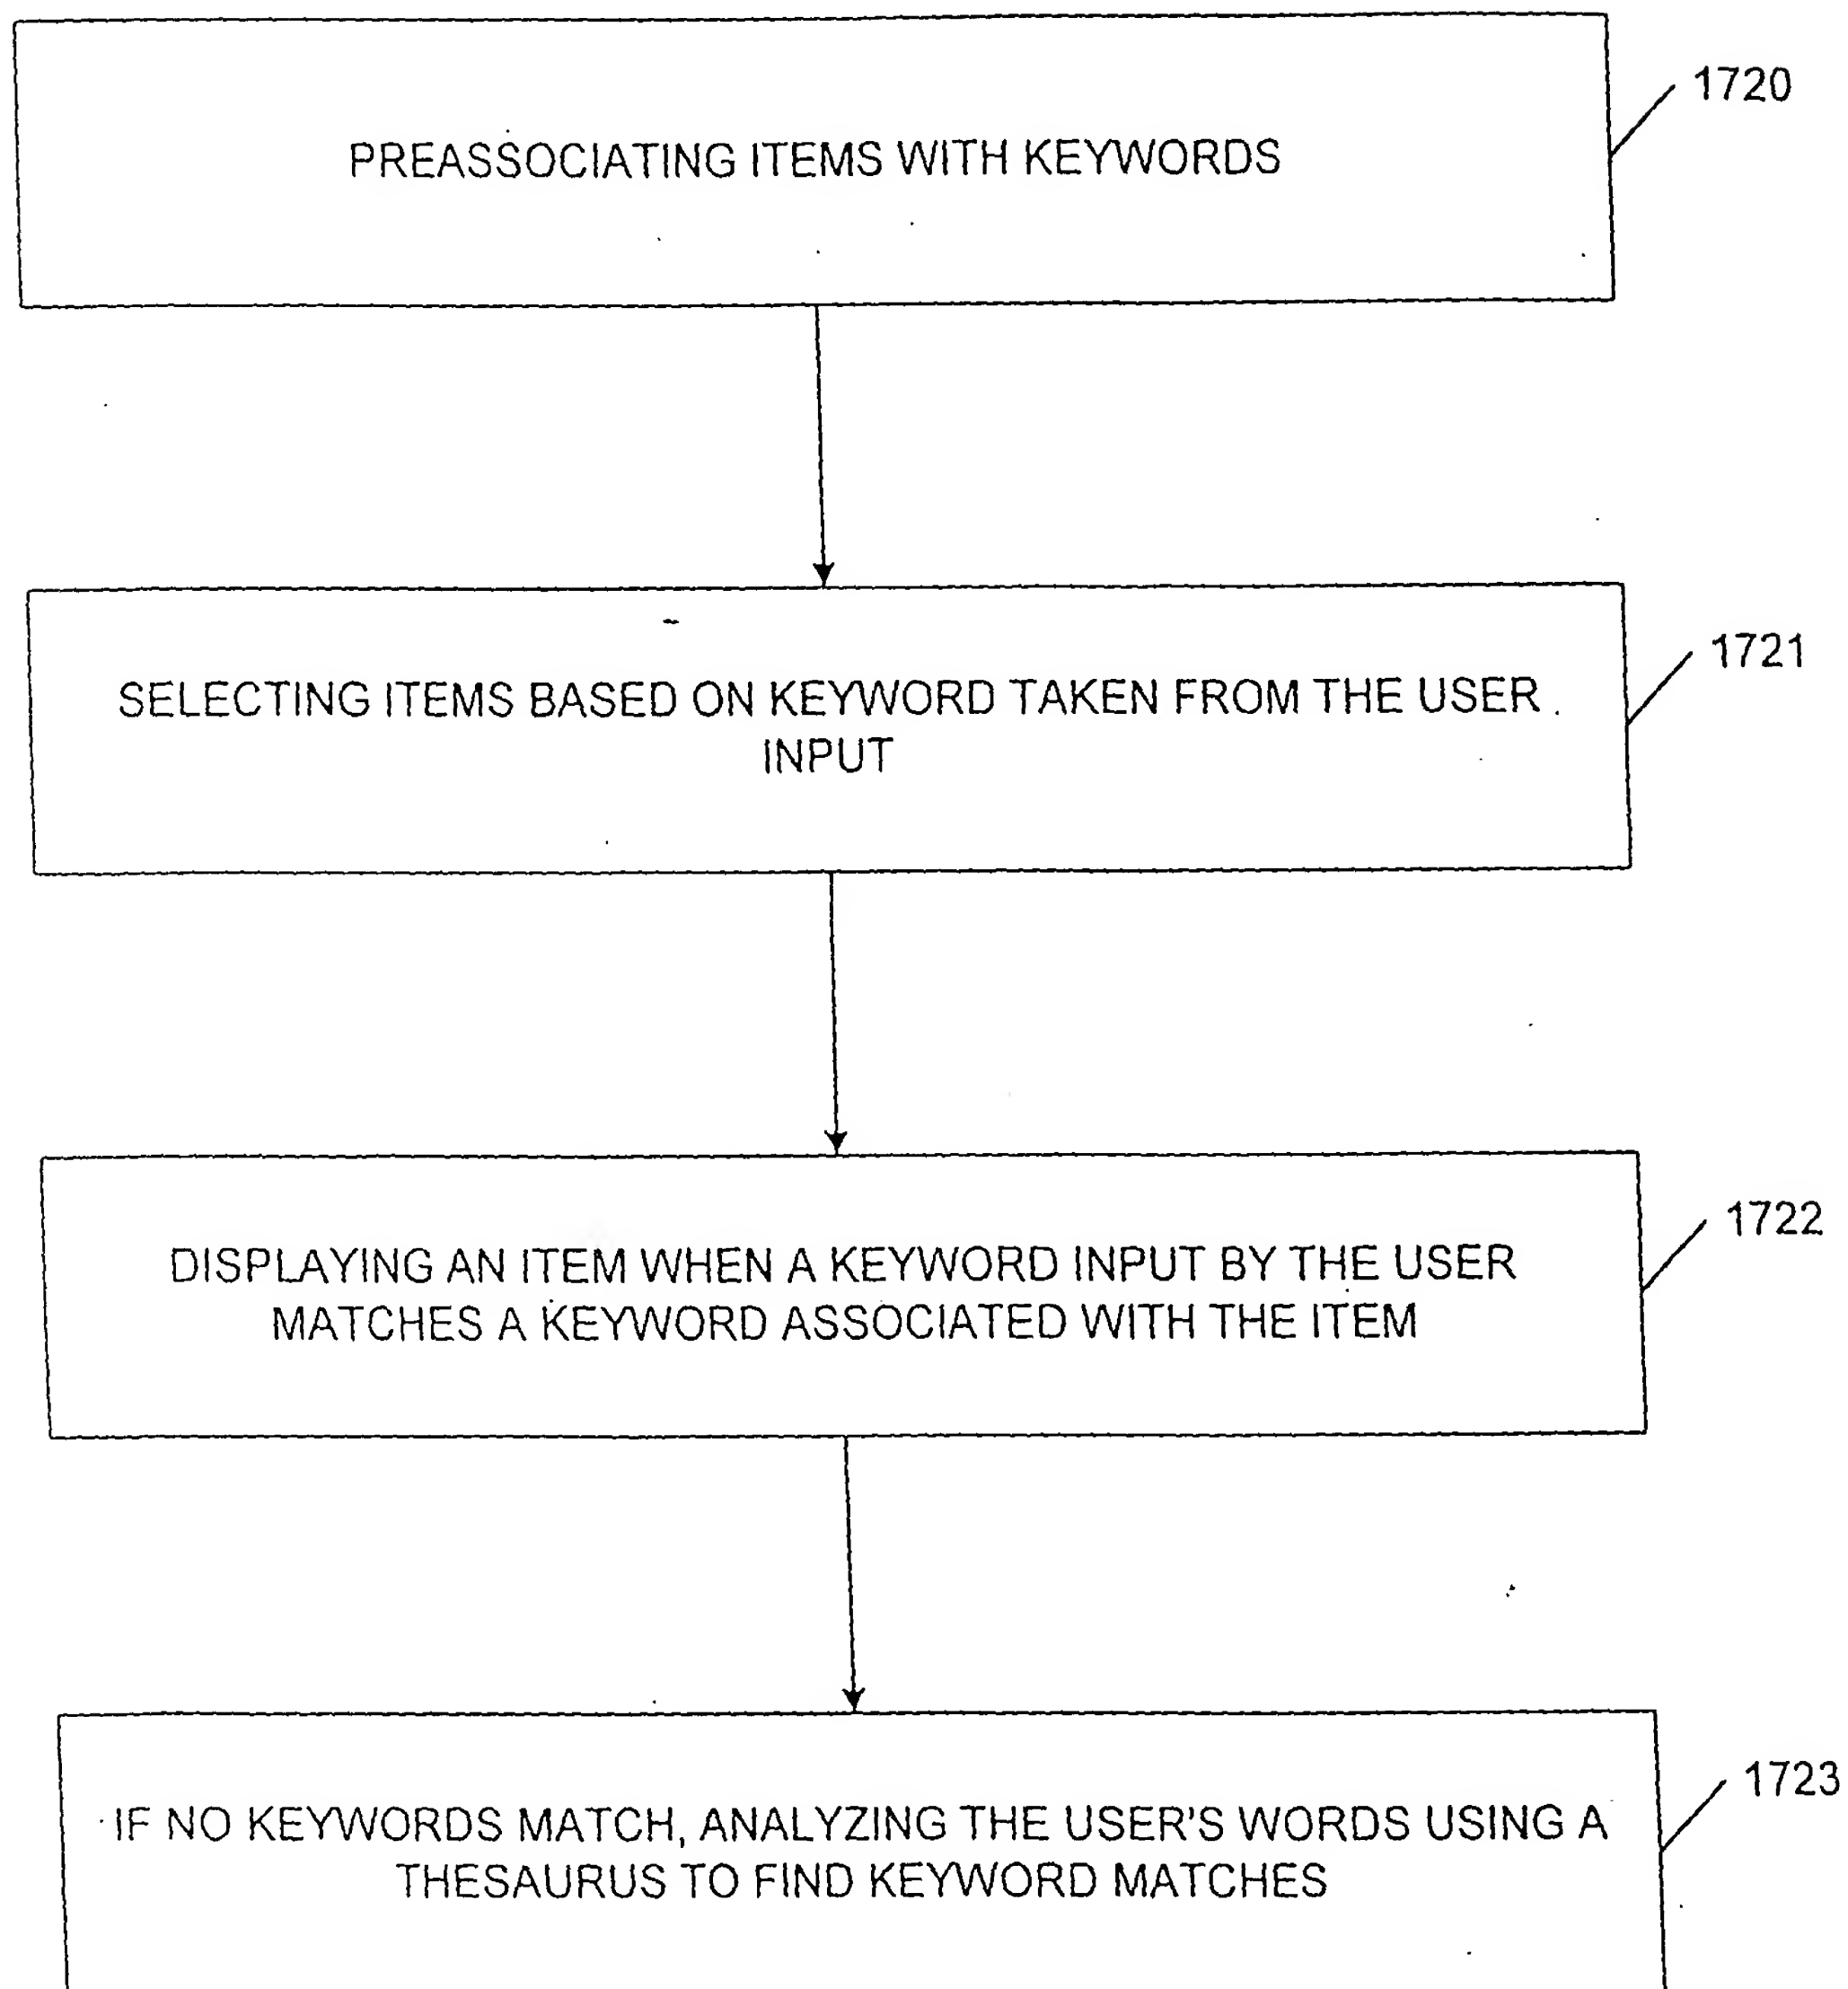 PREASSOCIATING ITEMS WITH KEYWORDS
1720
SELECTING ITEMS BASED ON KEYWORD TAKEN FROM THE USER
INPUT
1721
DISPLAYING AN ITEM WHEN A KEYWORD INPUT BY THE USER
MATCHES A KEYWORD ASSOCIATED WITH THE ITEM
1722
IF NO KEYWORDS MATCH, ANALYZING THE USER'S WORDS USING A
THESAURUS TO FIND KEYWORD MATCHES
1723